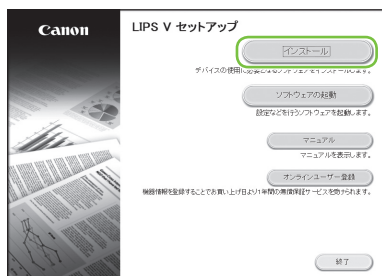 Canon
LIPS V セットアップ
インストール
デバイスの使用に必要となるソフトウェアをインストールします。
ソフトウェアの起動
設定などを行うソフトウェアを起動します。
マニュアル
マニュアルを表示します。
オンラインユーザー登録
機器情報を登録することでお買い上げ日より1年間の無償保証サービスを受けられます。
終了